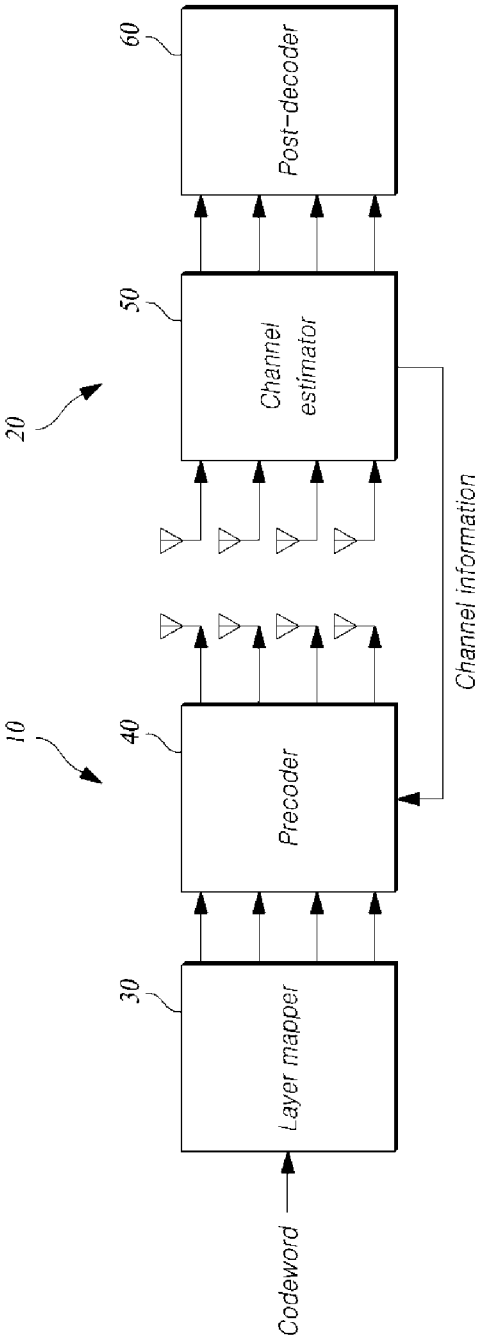 10
20
30
40
50
60
Codeword
Layer mapper
Precoder
Channel
estimator
Post-decoder
Channel information